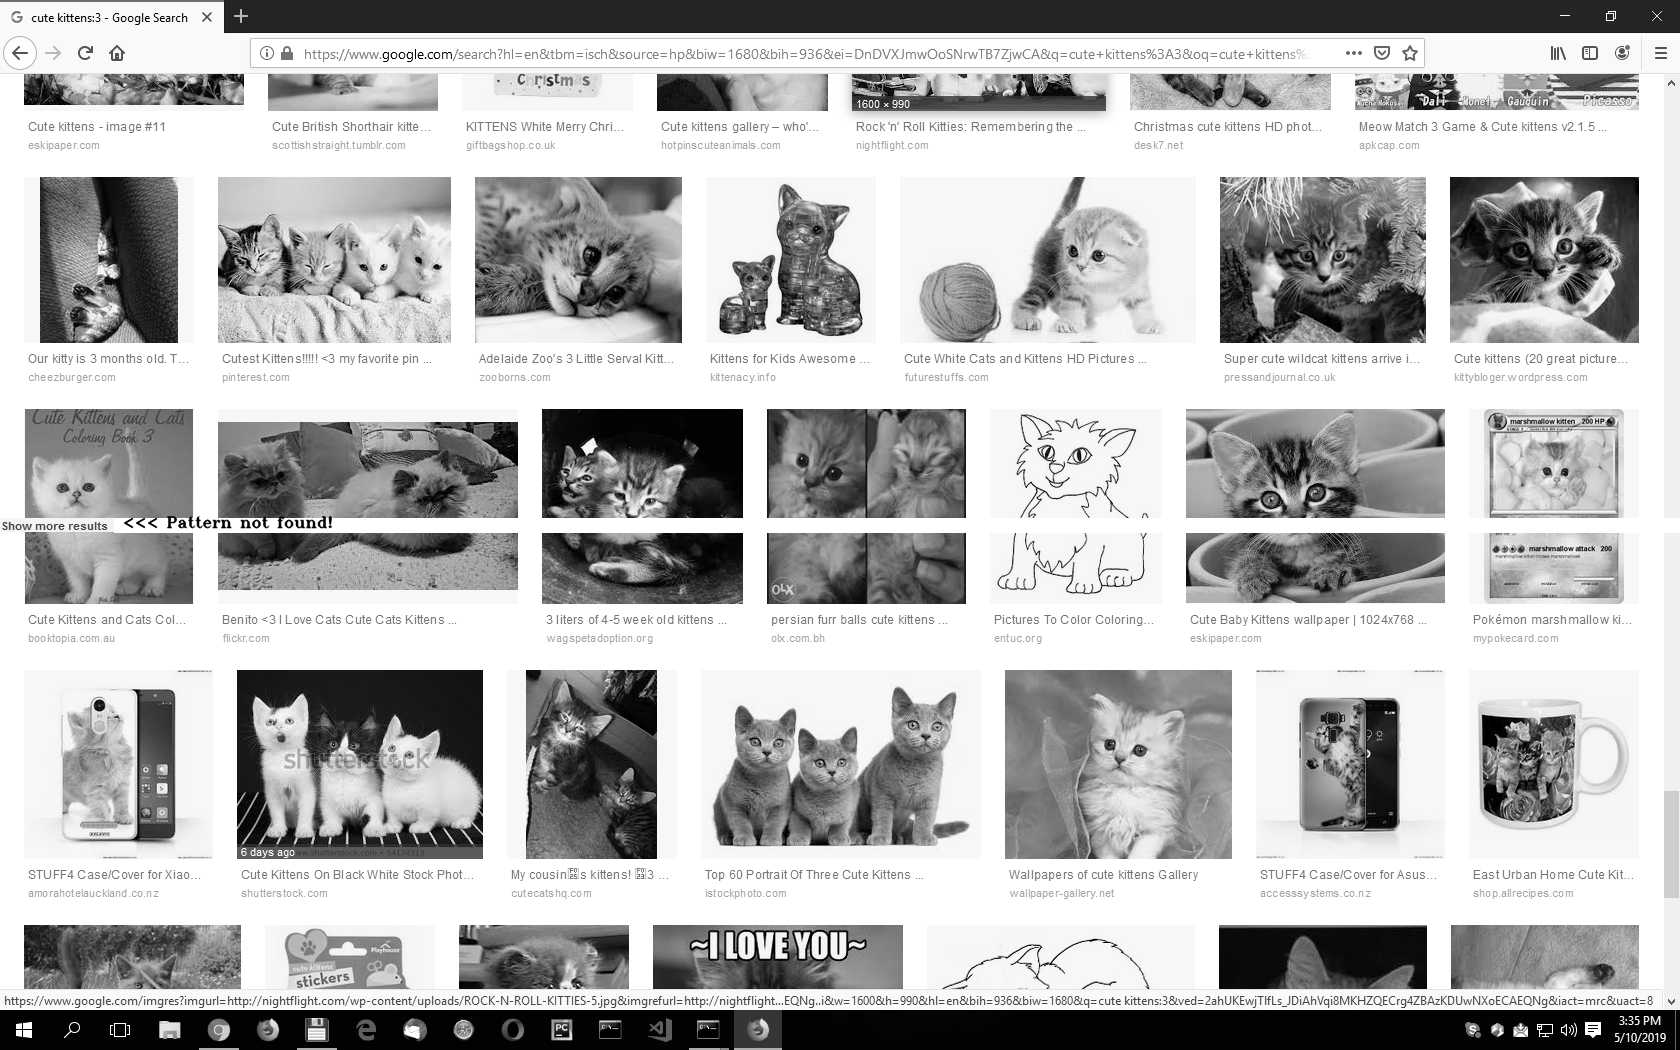 cute kittens:3 - Google Search
https://www.google.com/search?hl=en&tbm=isch&source=hp&biw=1680&bih=936&ei=DnDVXJmwOoSNrwTB7ZjwCA&q=cute+kittens%3A3&oq=cute+kittens%
Christmas
1600 × 990
Dali Monet Gauguin Picasso
Cute kittens - image #11
Cute British Shorthair kitte...
KITTENS White Merry Chri...
Cute kittens gallery – who'...
Rock 'n' Roll Kitties: Remembering the ...
Christmas cute kittens HD phot...
Meow Match 3 Game & Cute kittens v2.1.5 ...
eskipaper.com
scottishstraight.tumblr.com
giftbagshop.co.uk
hotpinscuteanimals.com
nightflight.com
desk7.net
apkcap.com
Our kitty is 3 months old. T...
Cutest Kittens!!!!! <3 my favorite pin ...
Adelaide Zoo's 3 Little Serval Kitt...
Kittens for Kids Awesome ...
Cute White Cats and Kittens HD Pictures ...
Super cute wildcat kittens arrive i...
Cute kittens (20 great picture...
cheezburger.com
pinterest.com
zooborns.com
kittenacy.info
futurestuffs.com
pressandjournal.co.uk
kittybloger.wordpress.com
Cute Kittens and Cats
Coloring Book 3
marshmallow kitten 200 HP
Show more results
<<< Pattern not found!
marshmallow attack 200
OLX
Cute Kittens and Cats Col...
Benito <3 I Love Cats Cute Cats Kittens ...
3 liters of 4-5 week old kittens ...
persian furr balls cute kittens ...
Pictures To Color Coloring...
Cute Baby Kittens wallpaper | 1024x768 ...
Pokémon marshmallow ki...
booktopia.com.au
flickr.com
wagspetadoption.org
olx.com.bh
entuc.org
eskipaper.com
mypokecard.com
shutterstock
6 days ago
STUFF4 Case/Cover for Xiao...
Cute Kittens On Black White Stock Phot...
My cousin s kittens! 3 ...
Top 60 Portrait Of Three Cute Kittens ...
Wallpapers of cute kittens Gallery
STUFF4 Case/Cover for Asus...
East Urban Home Cute Kit...
amorahotelauckland.co.nz
shutterstock.com
cutecatshq.com
istockphoto.com
wallpaper-gallery.net
accesssystems.co.nz
shop.allrecipes.com
Playhouse
cute kittens
stickers
~I LOVE YOU~
https://www.google.com/imgres?imgurl=http://nightflight.com/wp-content/uploads/ROCK-N-ROLL-KITTIES-5.jpg&imgrefurl=http://nightflight...EQNg..i&w=1600&h=990&hl=en&bih=936&biw=1680&q=cute kittens:3&ved=2ahUKEwjTlfLs_JDiAhVqi8MKHZQECrg4ZBAzKDUwNXoECAEQNg&iact=mrc&uact=8
PC
3:35 PM
5/10/2019